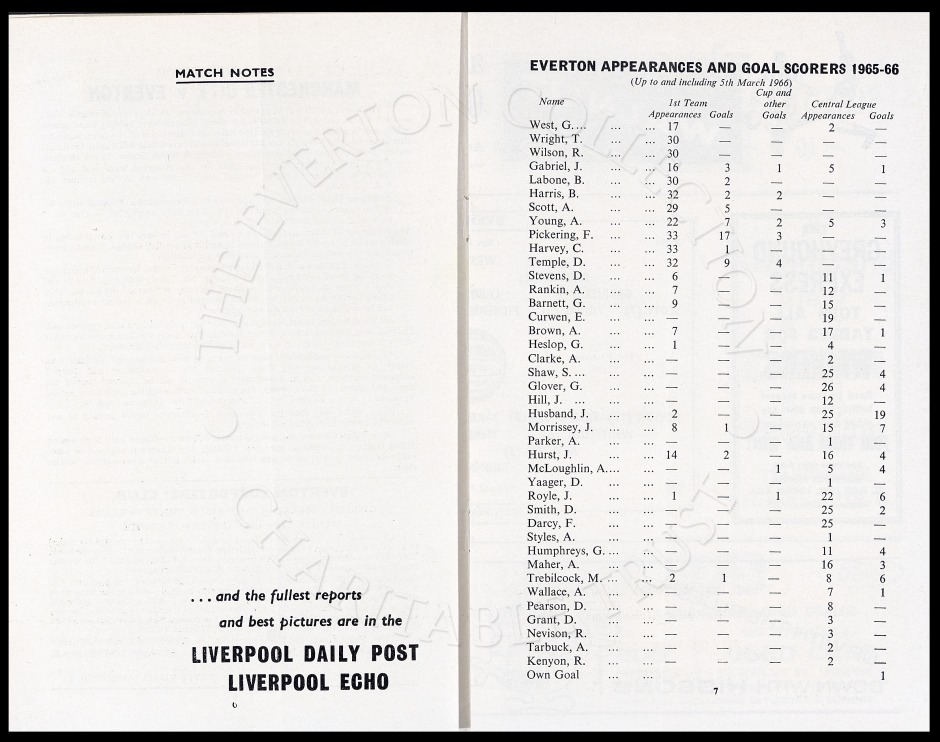 MATCH NOTES
. . . and the fullest reports
and best pictures are in the
LIVERPOOL DAILY POST
LIVERPOOL ECHO
6
EVERTON APPEARANCES AND GOAL SCORERS 1965-66
(Up to and including 5th March 1966)
Name 1st Team Appearances Goals Cup and other Goals Central League Appearances Goals
West, G.... ... ... 17 — — 2 —
Wright, T. ... ... 30 — — — —
Wilson, R. ... ... 30 — — — —
Gabriel, J. ... ... 16 3 1 5 1
Labone, B. ... ... 30 2 — — —
Harris, B. ... ... 32 2 2 — —
Scott, A. ... ... 29 5 — — —
Young, A. ... ... 22 7 2 5 3
Pickering, F. ... ... 33 17 3 — —
Harvey, C. ... ... 33 1 — — —
Temple, D. ... ... 32 9 4 — —
Stevens, D. ... ... 6 — — 11 1
Rankin, A. ... ... 7 — — 12 —
Barnett, G. ... ... 9 — — 15 —
Curwen, E. ... ... — — — 19 —
Brown, A. ... ... 7 — — 17 1
Heslop, G. ... ... 1 — — 4 —
Clarke, A. ... ... — — — 2 —
Shaw, S. ... ... ... — — — 25 4
Glover, G. ... ... — — — 26 4
Hill, J. ... ... ... — — — 12 —
Husband, J. ... ... 2 — — 25 19
Morrissey, J. ... ... 8 1 — 15 7
Parker, A. ... ... — — — 1 —
Hurst, J. ... ... 14 2 — 16 4
McLoughlin, A.... ... — — 1 5 4
Yaager, D. ... ... — — — 1 —
Royle, J. ... ... 1 — 1 22 6
Smith, D. ... ... — — — 25 2
Darcy, F. ... ... — — — 25 —
Styles, A. ... ... — — — 1 —
Humphreys, G. ... ... — — — 11 4
Maher, A. ... ... — — — 16 3
Trebilcock, M. ... ... 2 1 — 8 6
Wallace, A. ... ... — — — 7 1
Pearson, D. ... ... — — — 8 —
Grant, D. ... ... — — — 3 —
Nevison, R. ... ... — — — 3 —
Tarbuck, A. ... ... — — — 2 —
Kenyon, R. ... ... — — — 2 —
Own Goal ... ... 1
7
THE EVERTON COLLECTION
CHARITABLE TRUST